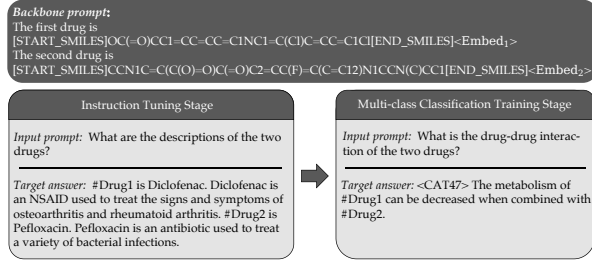 Backbone prompt:
The first drug is
[START_SMILES]OC(=O)CC1=CC=CC=C1NC1=C(Cl)C=CC=C1Cl[END_SMILES]<Embed1>
The second drug is
[START_SMILES]CCN1C=C(C(O)=O)C(=O)C2=CC(F)=C(C=C12)N1CCN(C)CC1[END_SMILES]<Embed2>
Instruction Tuning Stage
Input prompt: What are the descriptions of the two
drugs?
Target answer: #Drug1 is Diclofenac. Diclofenac is
an NSAID used to treat the signs and symptoms of
osteoarthritis and rheumatoid arthritis. #Drug2 is
Pefloxacin. Pefloxacin is an antibiotic used to treat
a variety of bacterial infections.
Multi-class Classification Training Stage
Input prompt: What is the drug-drug interac-
tion of the two drugs?
Target answer: <CAT47> The metabolism of
#Drug1 can be decreased when combined with
#Drug2.